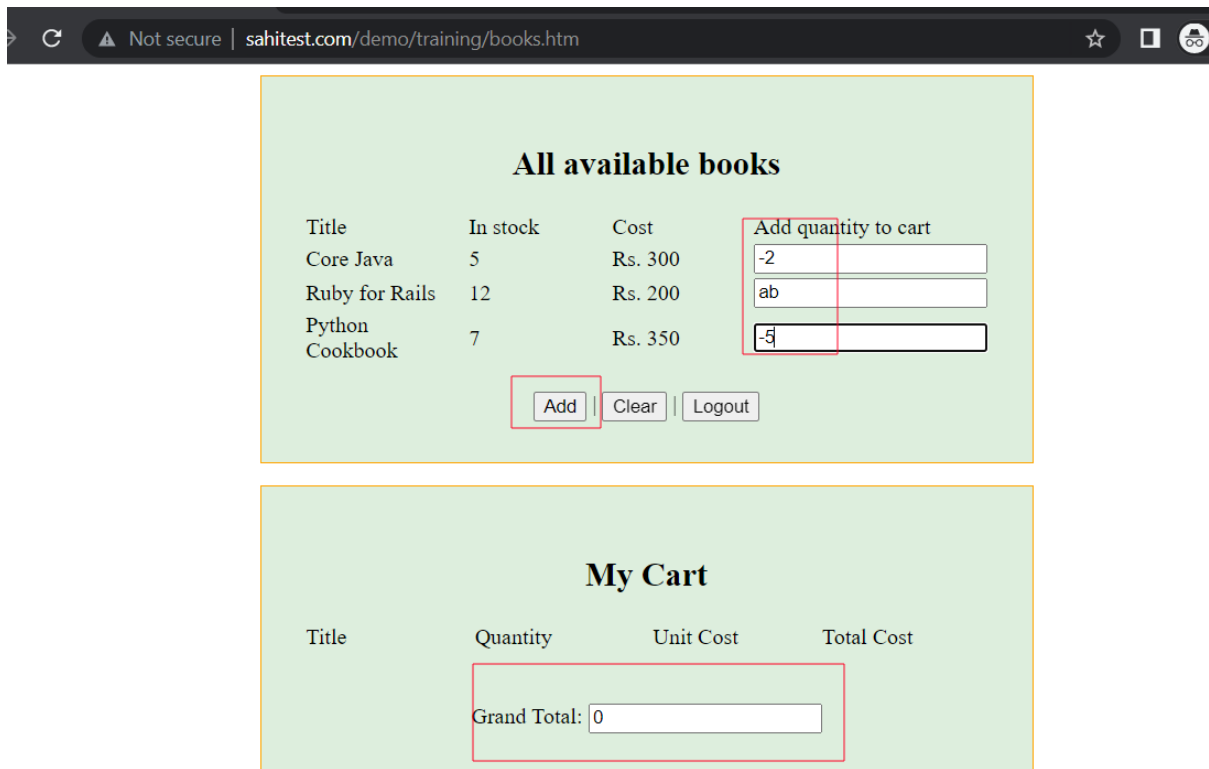 Not secure | sahitest.com/demo/training/books.htm
All available books
Title In stock Cost Add quantity to cart
Core Java 5 Rs. 300 -2
Ruby for Rails 12 Rs. 200 ab
Python Cookbook 7 Rs. 350 -5
Add | Clear | Logout
My Cart
Title Quantity Unit Cost Total Cost
Grand Total: 0